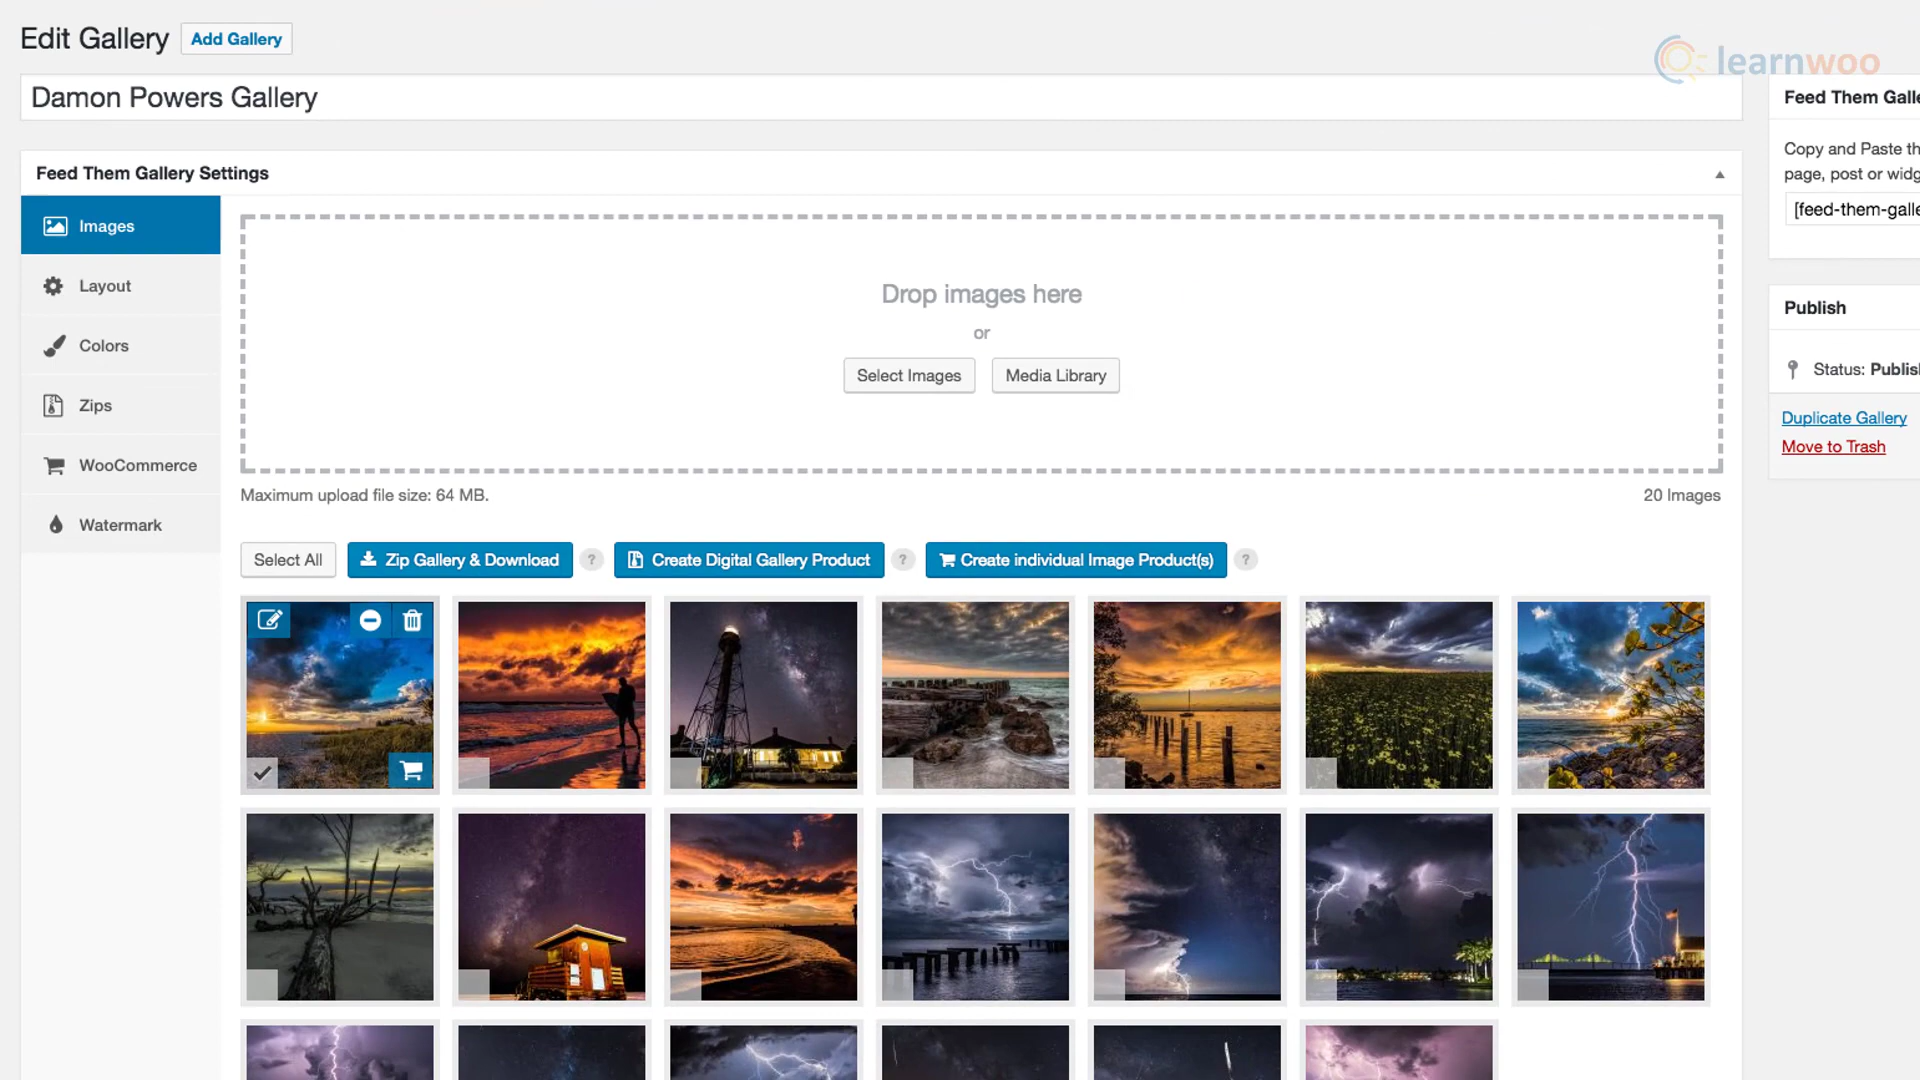 Edit Gallery Add Gallery
learnwoo
Damon Powers Gallery
Feed Them Galle
Copy and Paste th
page, post or widg
[feed-them-galle
Feed Them Gallery Settings
Images
Layout
Colors
Zips
WooCommerce
Watermark
Drop images here
or
Select Images Media Library
Maximum upload file size: 64 MB. 20 Images
Publish
Status: Publis
Duplicate Gallery
Move to Trash
Select All Zip Gallery & Download ? Create Digital Gallery Product ? Create individual Image Product(s) ?